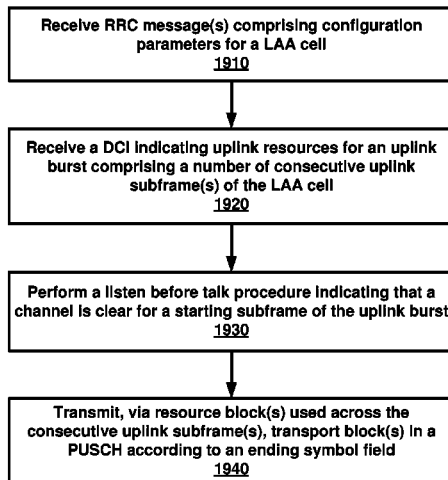 Receive RRC message(s) comprising configuration
parameters for a LAA cell
1910
Receive a DCI indicating uplink resources for an uplink
burst comprising a number of consecutive uplink
subframe(s) of the LAA cell
1920
Perform a listen before talk procedure indicating that a
channel is clear for a starting subframe of the uplink burst
1930
Transmit, via resource block(s) used across the
consecutive uplink subframe(s), transport block(s) in a
PUSCH according to an ending symbol field
1940